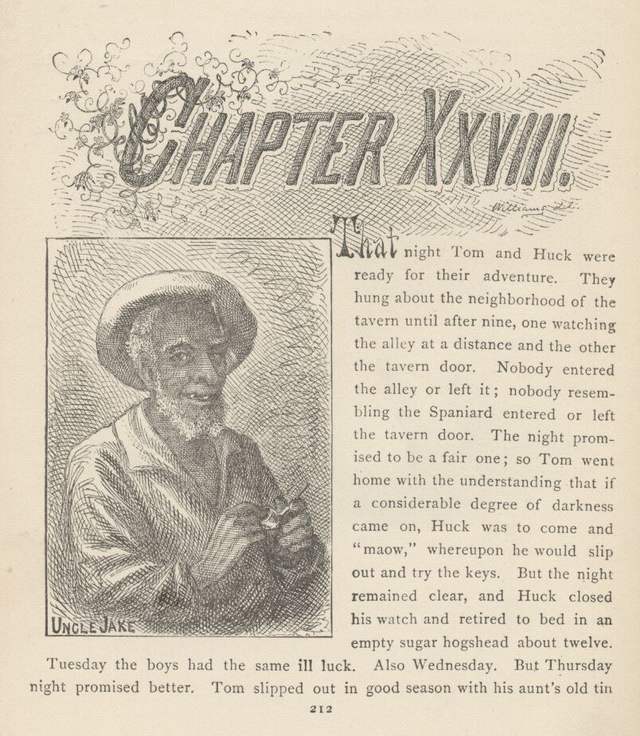 CHAPTER XXVIII.
Williams del.
That night Tom and Huck were
ready for their adventure. They
hung about the neighborhood of the
tavern until after nine, one watching
the alley at a distance and the other
the tavern door. Nobody entered
the alley or left it; nobody resem-
bling the Spaniard entered or left
the tavern door. The night prom-
ised to be a fair one; so Tom went
home with the understanding that if
a considerable degree of darkness
came on, Huck was to come and
"maow," whereupon he would slip
out and try the keys. But the night
remained clear, and Huck closed
his watch and retired to bed in an
empty sugar hogshead about twelve.
UNCLE JAKE
Tuesday the boys had the same ill luck. Also Wednesday. But Thursday
night promised better. Tom slipped out in good season with his aunt's old tin
212